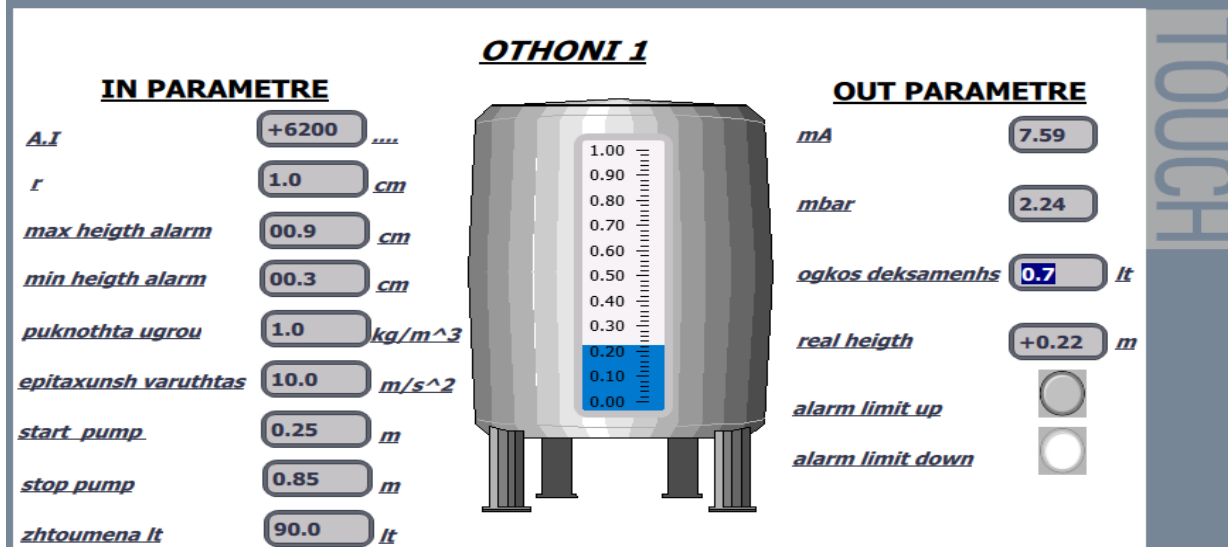 OTHONI 1
IN PARAMETRE
A.I +6200 ....
r 1.0 cm
max heigth alarm 00.9 cm
min heigth alarm 00.3 cm
puknothta ugrou 1.0 kg/m^3
epitaxunsh varuthtas 10.0 m/s^2
start pump 0.25 m
stop pump 0.85 m
zhtoumena lt 90.0 lt
1.00
0.90
0.80
0.70
0.60
0.50
0.40
0.30
0.20
0.10
0.00
OUT PARAMETRE
mA 7.59
mbar 2.24
ogkos deksamenhs 0.7 lt
real heigth +0.22 m
alarm limit up
alarm limit down
TOUCH